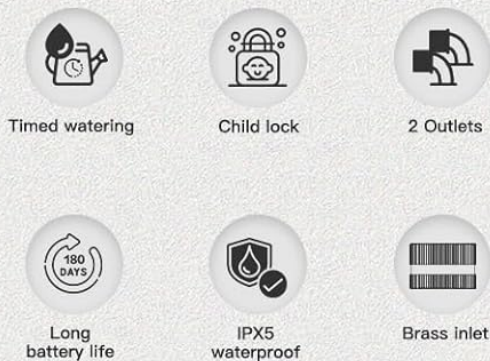 Timed watering
Child lock
2 Outlets
180
DAYS
Long
battery life
IPX5
waterproof
Brass inlet